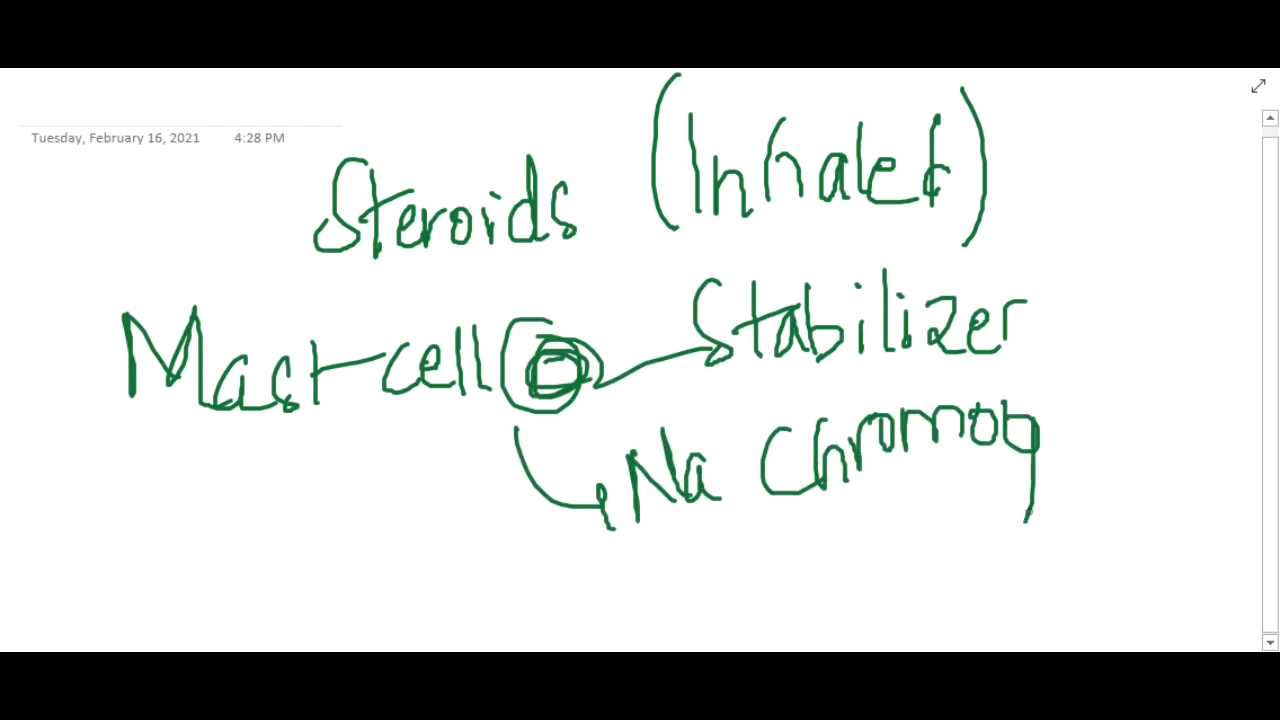 Tuesday, February 16, 2021 4:28 PM
Steroids (Inhaled)
Mast-cell Stabilizer
Na Chromog